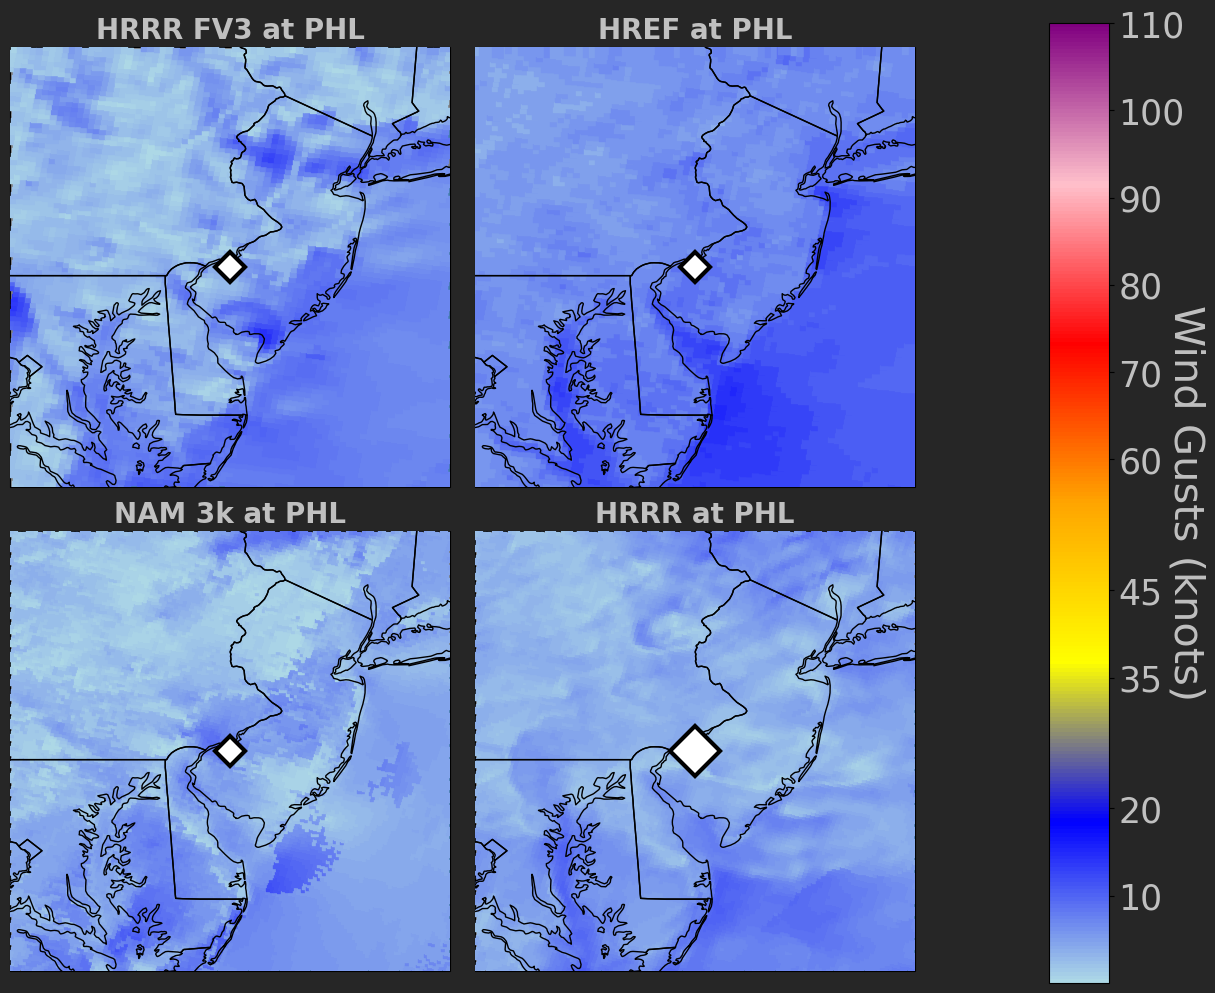 HRRR FV3 at PHL
HREF at PHL
NAM 3k at PHL
HRRR at PHL
110
100
90
80
70
60
45
35
20
10
Wind Gusts (knots)